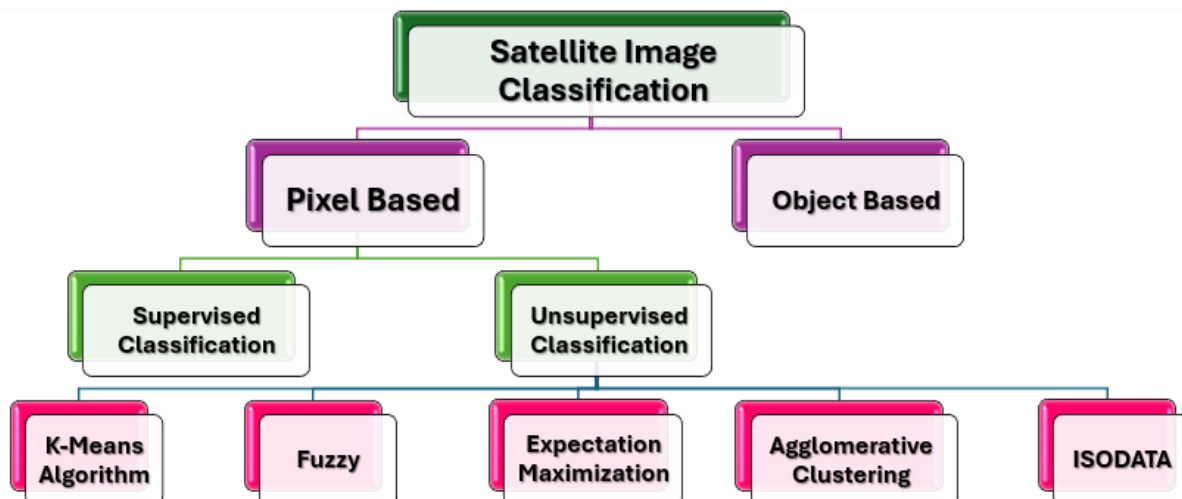 Satellite Image
Classification
Pixel Based
Object Based
Supervised
Classification
Unsupervised
Classification
K-Means
Algorithm
Fuzzy
Expectation
Maximization
Agglomerative
Clustering
ISODATA